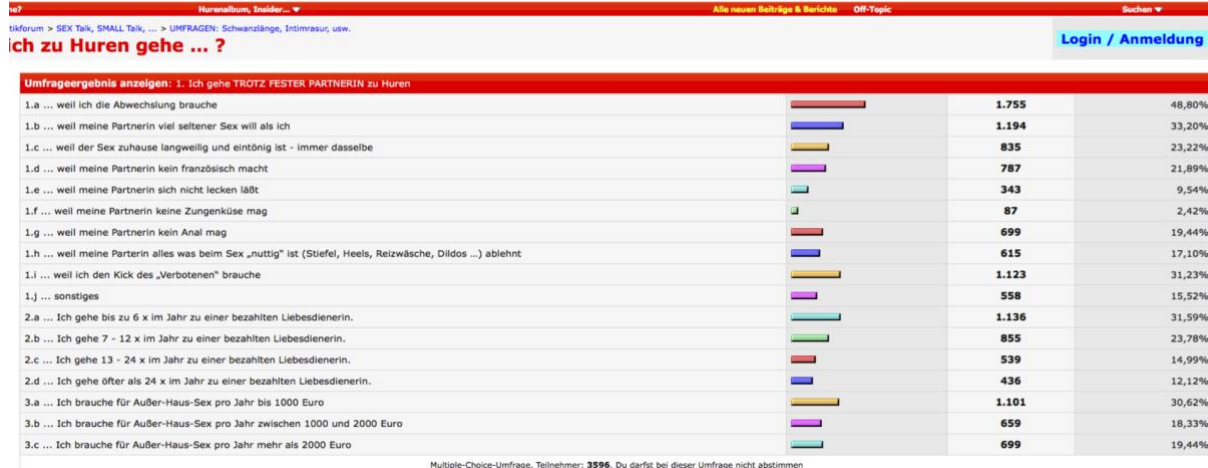 ne? Hurenalbum, Insider... ▼ Alle neuen Beiträge & Berichte Off-Topic Suchen ▼
tikforum > SEX Talk, SMALL Talk, ... > UMFRAGEN: Schwanzlänge, Intimrasur, usw.
ich zu Huren gehe ... ?
Login / Anmeldung
Umfrageergebnis anzeigen: 1. Ich gehe TROTZ FESTER PARTNERIN zu Huren
1.a ... weil ich die Abwechslung brauche 1.755 48,80%
1.b ... weil meine Partnerin viel seltener Sex will als ich 1.194 33,20%
1.c ... weil der Sex zuhause langweilig und eintönig ist - immer dasselbe 835 23,22%
1.d ... weil meine Partnerin kein französisch macht 787 21,89%
1.e ... weil meine Partnerin sich nicht lecken läßt 343 9,54%
1.f ... weil meine Partnerin keine Zungenküse mag 87 2,42%
1.g ... weil meine Partnerin kein Anal mag 699 19,44%
1.h ... weil meine Parterin alles was beim Sex „nuttig" ist (Stiefel, Heels, Reizwäsche, Dildos ...) ablehnt 615 17,10%
1.i ... weil ich den Kick des „Verbotenen" brauche 1.123 31,23%
1.j ... sonstiges 558 15,52%
2.a ... Ich gehe bis zu 6 x im Jahr zu einer bezahlten Liebesdienerin. 1.136 31,59%
2.b ... Ich gehe 7 - 12 x im Jahr zu einer bezahlten Liebesdienerin. 855 23,78%
2.c ... Ich gehe 13 - 24 x im Jahr zu einer bezahlten Liebesdienerin. 539 14,99%
2.d ... Ich gehe öfter als 24 x im Jahr zu einer bezahlten Liebesdienerin. 436 12,12%
3.a ... Ich brauche für Außer-Haus-Sex pro Jahr bis 1000 Euro 1.101 30,62%
3.b ... Ich brauche für Außer-Haus-Sex pro Jahr zwischen 1000 und 2000 Euro 659 18,33%
3.c ... Ich brauche für Außer-Haus-Sex pro Jahr mehr als 2000 Euro 699 19,44%
Multiple-Choice-Umfrage. Teilnehmer: 3596. Du darfst bei dieser Umfrage nicht abstimmen